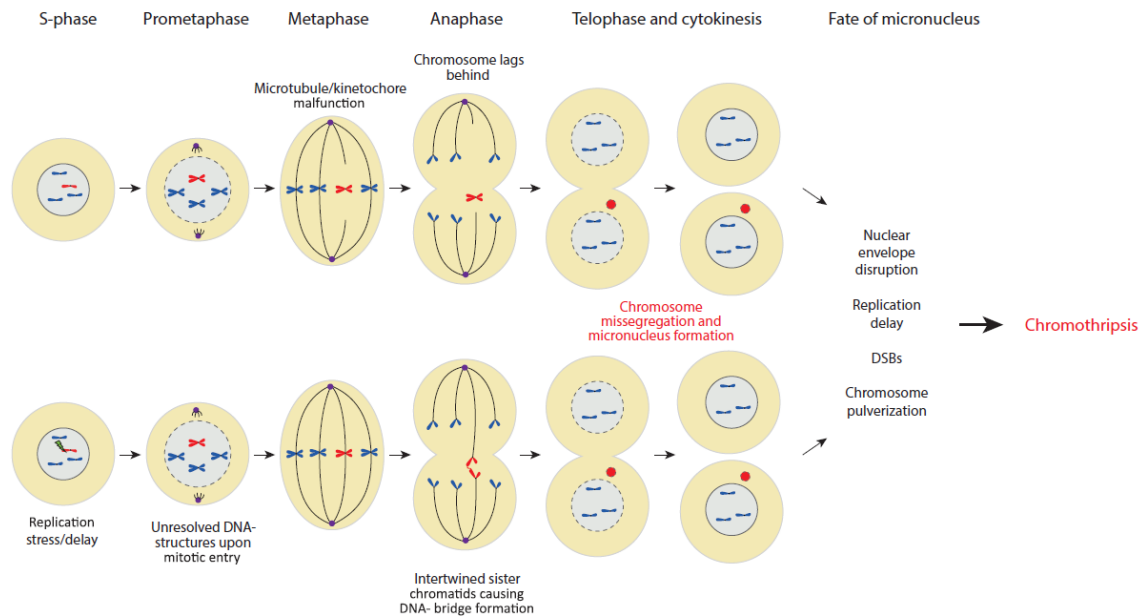 S-phase
Prometaphase
Metaphase
Anaphase
Telophase and cytokinesis
Fate of micronucleus
Chromosome lags
behind
Microtubule/kinetochore
malfunction
Chromosome
missegregation and
micronucleus formation
Nuclear
envelope
disruption
Replication
delay
DSBs
Chromosome
pulverization
Chromothripsis
Replication
stress/delay
Unresolved DNA-
structures upon
mitotic entry
Intertwined sister
chromatids causing
DNA- bridge formation